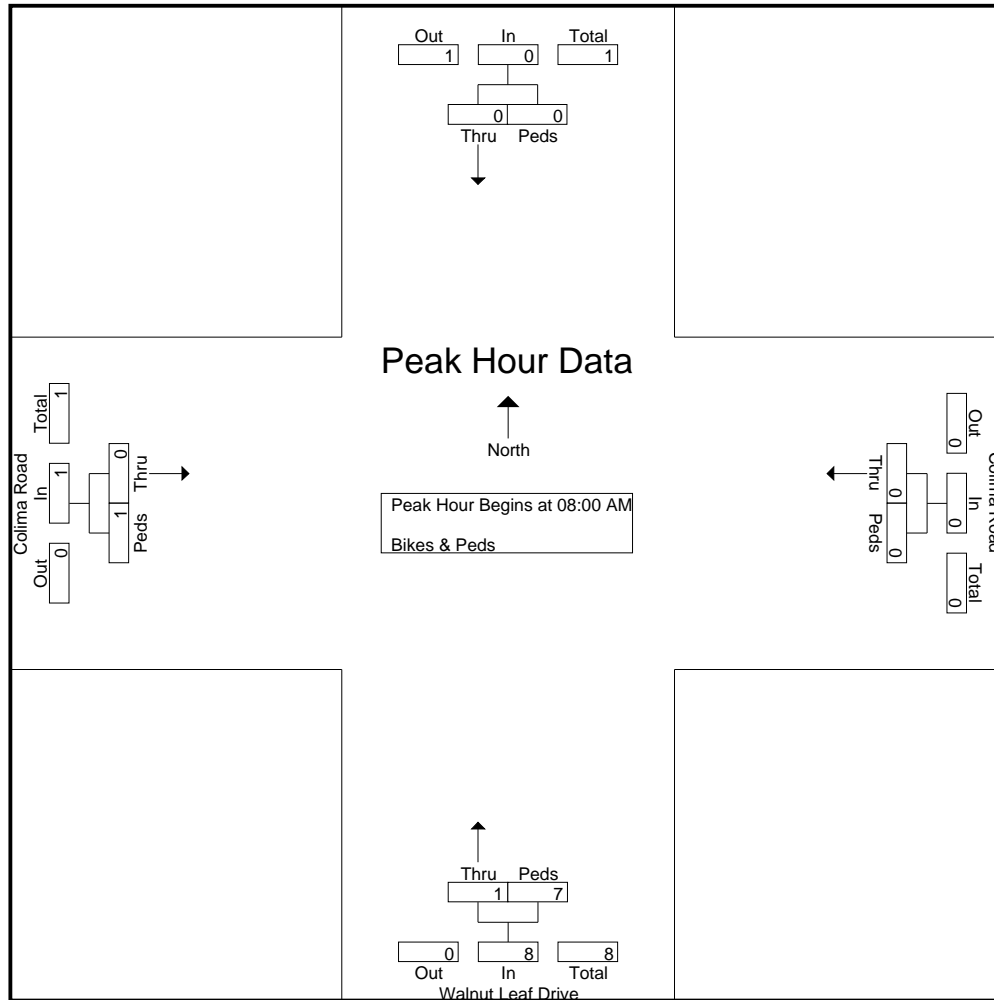 Out In Total
1 0 1
0 0
Thru Peds
Peak Hour Data
North
Peak Hour Begins at 08:00 AM
Bikes & Peds
Colima Road
Out In Total
0 1 1
Peds Thru
1 0
Colima Road
Out In Total
0 0 0
Thru Peds
0 0
Thru Peds
1 7
0 8 8
Out In Total
Walnut Leaf Drive